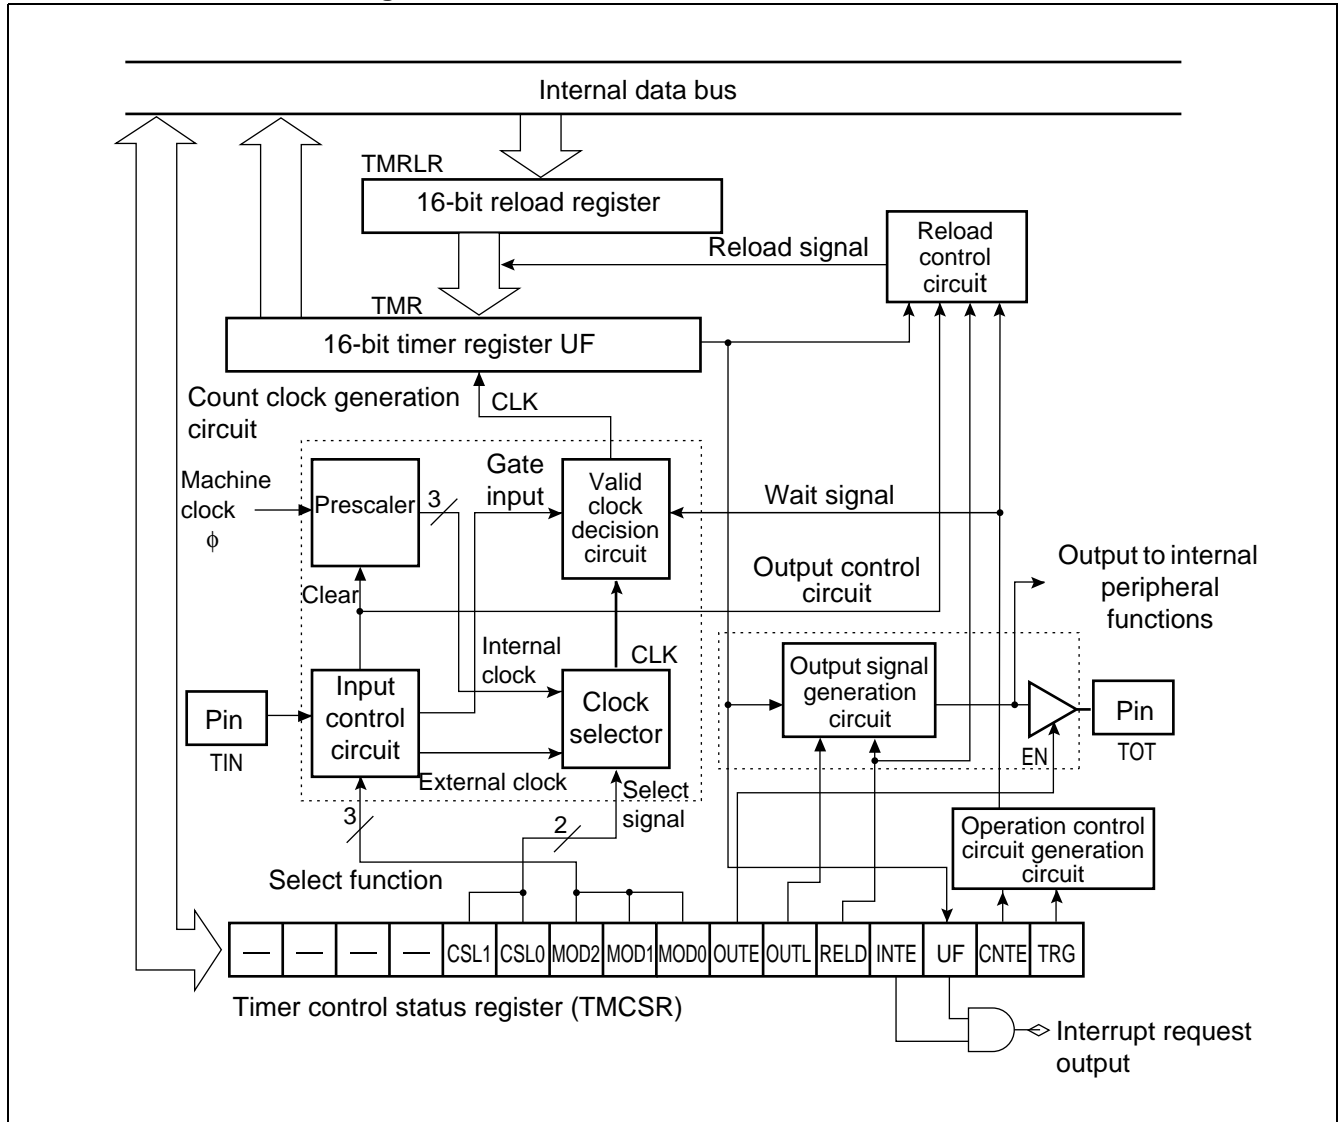 Internal data bus
TMRLR
16-bit reload register
Reload signal
Reload
control
circuit
TMR
16-bit timer register UF
Count clock generation
circuit
CLK
Machine
clock
ϕ
Prescaler
3
Gate
input
Valid
clock
decision
circuit
Wait signal
Clear
Output control
circuit
Output to internal
peripheral
functions
Internal
clock
CLK
Pin
TIN
Input
control
circuit
Clock
selector
Output signal
generation
circuit
EN
Pin
TOT
External clock
Select
signal
3
2
Select function
Operation control
circuit generation
circuit
— — — — CSL1 CSL0 MOD2 MOD1 MOD0 OUTE OUTL RELD INTE UF CNTE TRG
Timer control status register (TMCSR)
Interrupt request
output